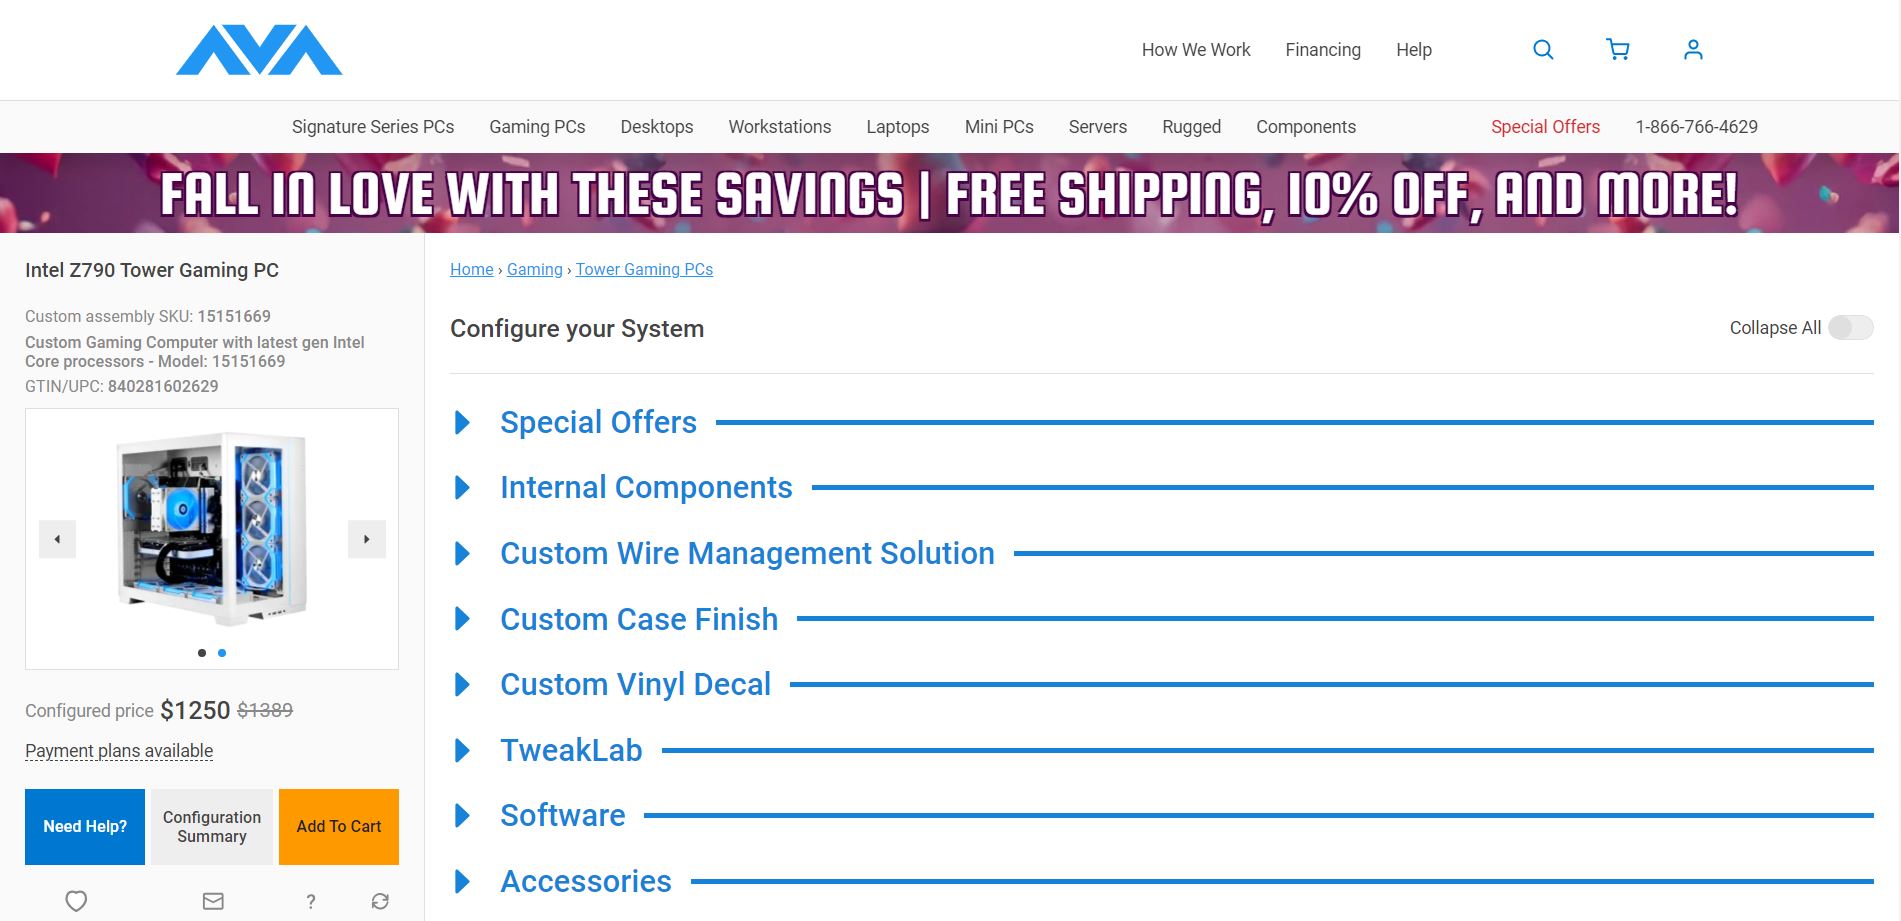 AVA
How We Work
Financing
Help
Signature Series PCs
Gaming PCs
Desktops
Workstations
Laptops
Mini PCs
Servers
Rugged
Components
Special Offers
1-866-766-4629
FALL IN LOVE WITH THESE SAVINGS | FREE SHIPPING, 10% OFF, AND MORE!
Intel Z790 Tower Gaming PC
Custom assembly SKU: 15151669
Custom Gaming Computer with latest gen Intel
Core processors - Model: 15151669
GTIN/UPC: 840281602629
Configured price $1250 $1389
Payment plans available
Need Help?
Configuration
Summary
Add To Cart
?
Home › Gaming › Tower Gaming PCs
Configure your System
Collapse All
Special Offers
Internal Components
Custom Wire Management Solution
Custom Case Finish
Custom Vinyl Decal
TweakLab
Software
Accessories